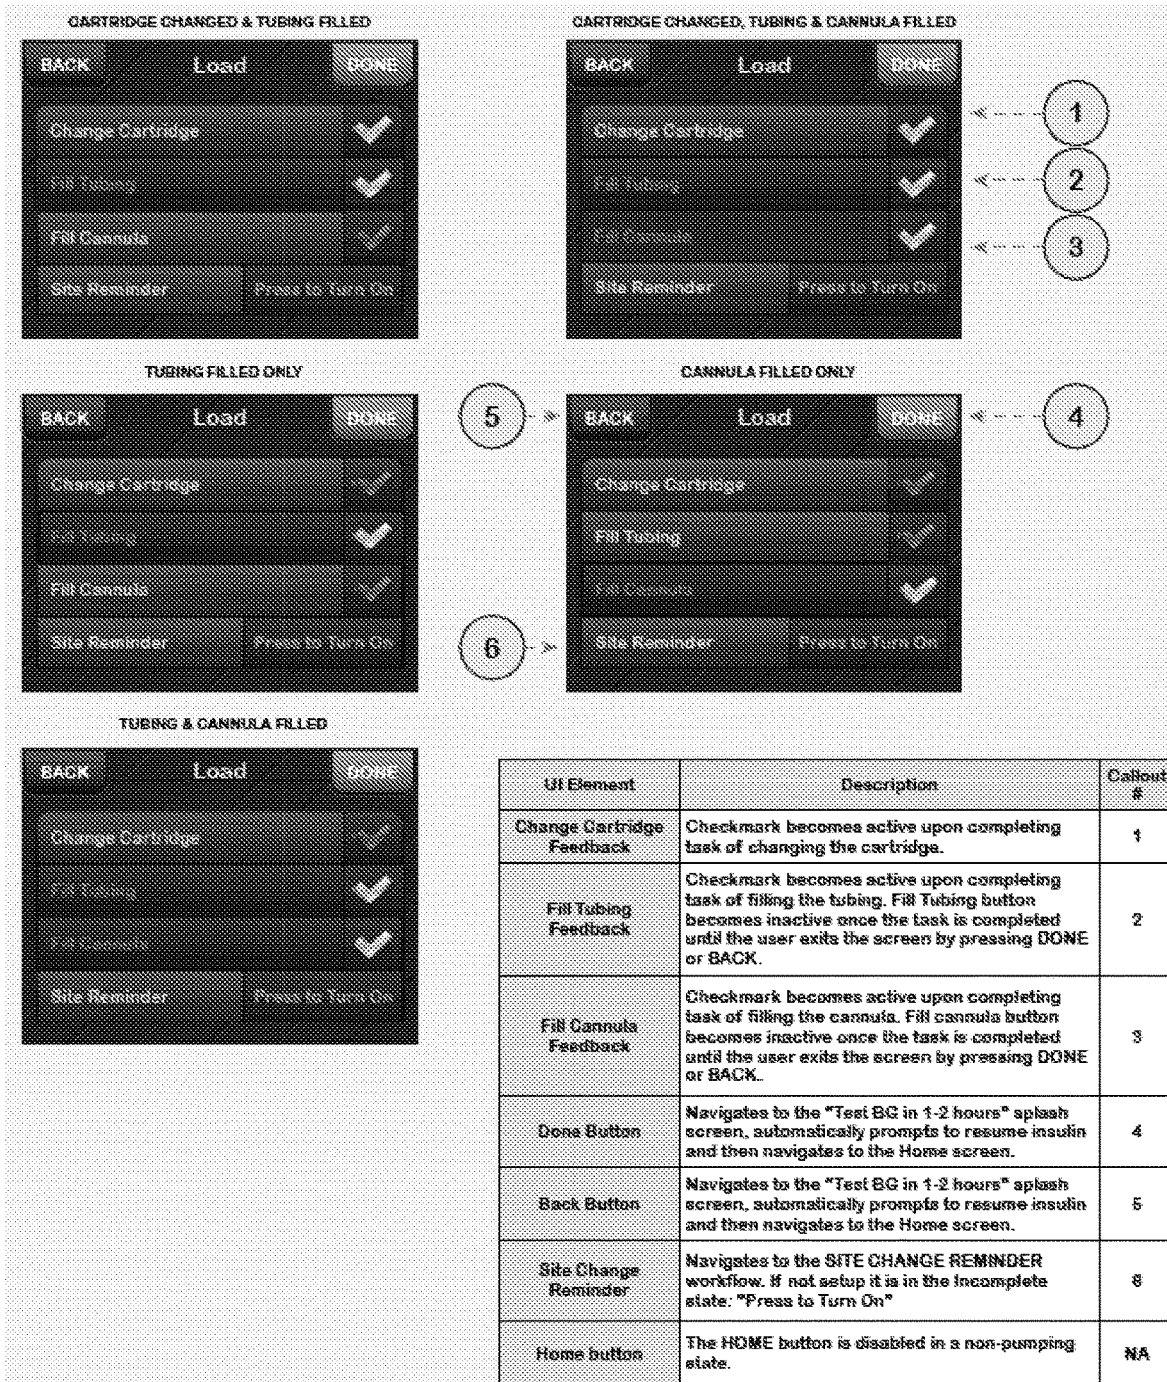 CARTRIDGE CHANGED & TUBING FILLED
BACK
Load
DONE
Change Cartridge
Fill Tubing
Fill Cannula
Site Reminder
Press to Turn On
CARTRIDGE CHANGED, TUBING & CANNULA FILLED
BACK
Load
DONE
Change Cartridge
Fill Tubing
Fill Cannula
Site Reminder
Press to Turn On
1
2
3
TUBING FILLED ONLY
BACK
Load
DONE
Change Cartridge
Fill Tubing
Fill Cannula
Site Reminder
Press to Turn On
CANNULA FILLED ONLY
5
BACK
Load
DONE
4
Change Cartridge
Fill Tubing
Fill Cannula
6
Site Reminder
Press to Turn On
TUBING & CANNULA FILLED
BACK
Load
DONE
Change Cartridge
Fill Tubing
Fill Cannula
Site Reminder
Press to Turn On
UI Element
Description
Callout
#
Change Cartridge
Feedback
Checkmark becomes active upon completing
task of changing the cartridge.
1
Fill Tubing
Feedback
Checkmark becomes active upon completing
task of filling the tubing. Fill Tubing button
becomes inactive once the task is completed
until the user exits the screen by pressing DONE
or BACK.
2
Fill Cannula
Feedback
Checkmark becomes active upon completing
task of filling the cannula. Fill cannula button
becomes inactive once the task is completed
until the user exits the screen by pressing DONE
or BACK.
3
Done Button
Navigates to the "Test BG in 1-2 hours" splash
screen, automatically prompts to resume insulin
and then navigates to the Home screen.
4
Back Button
Navigates to the "Test BG in 1-2 hours" splash
screen, automatically prompts to resume insulin
and then navigates to the Home screen.
5
Site Change
Reminder
Navigates to the SITE CHANGE REMINDER
workflow. If not setup it is in the Incomplete
state: "Press to Turn On"
6
Home button
The HOME button is disabled in a non-pumping
state.
NA